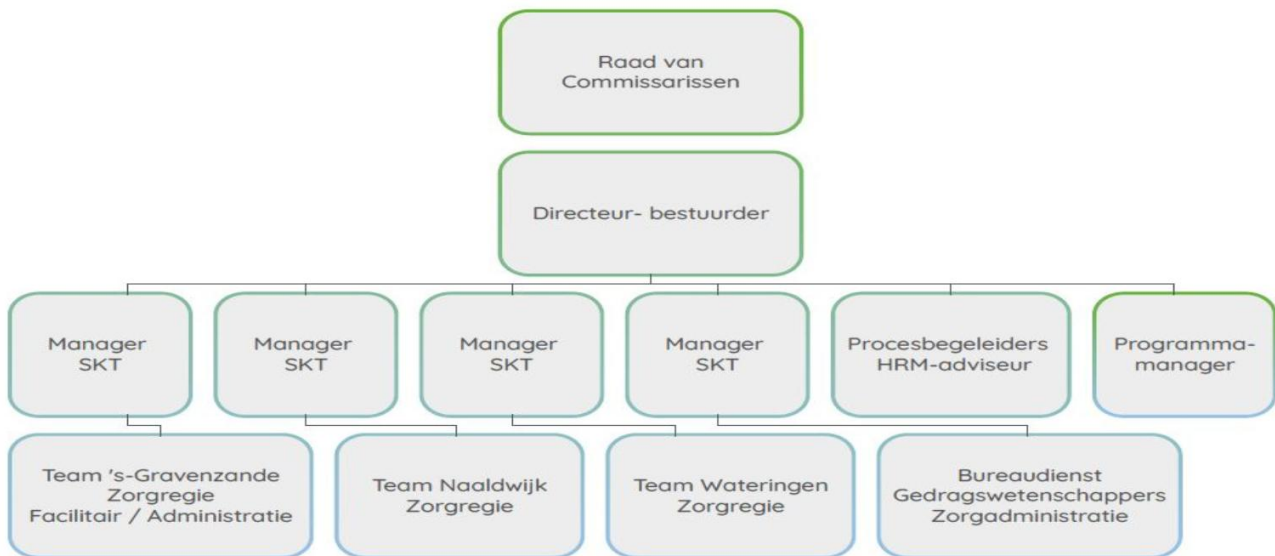 Raad van
Commissarissen
Directeur- bestuurder
Manager
SKT
Manager
SKT
Manager
SKT
Manager
SKT
Procesbegeleiders
HRM-adviseur
Programma-
manager
Team 's-Gravenzande
Zorgregie
Facilitair / Administratie
Team Naaldwijk
Zorgregie
Team Wateringen
Zorgregie
Bureaudienst
Gedragswetenschappers
Zorgadministratie